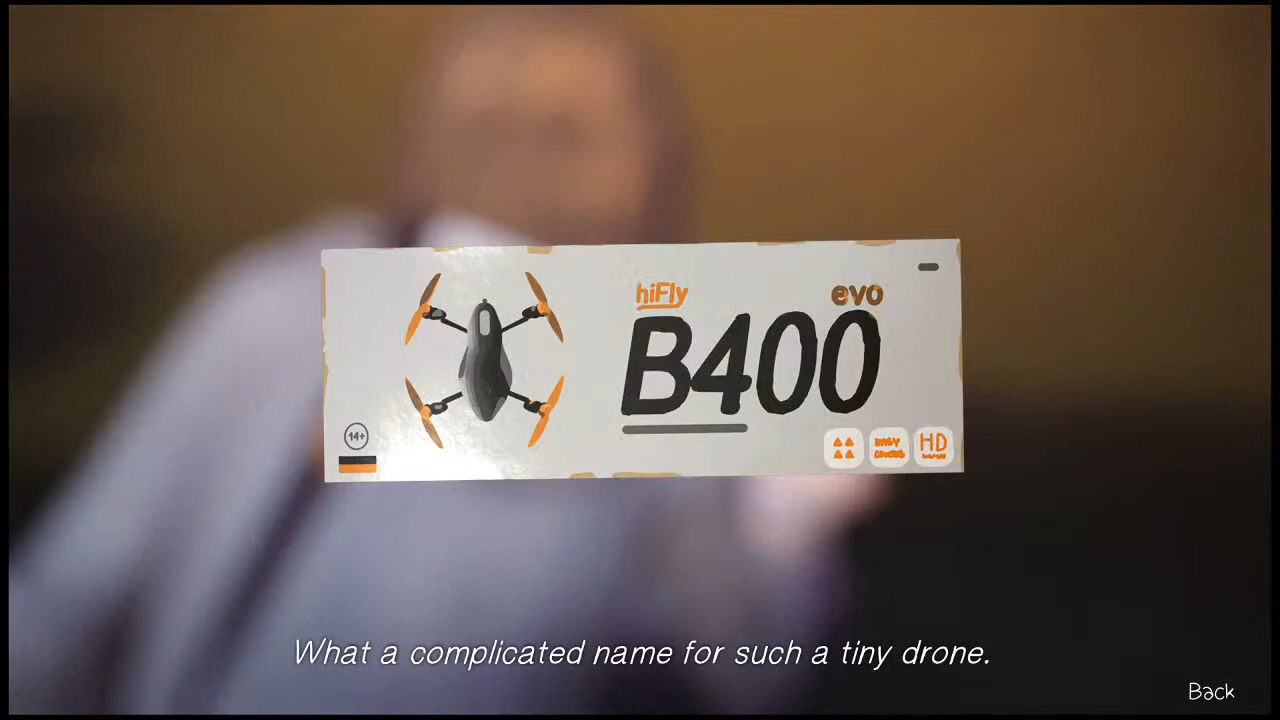 hiFly
evo
B400
14+
HD
What a complicated name for such a tiny drone.
Back